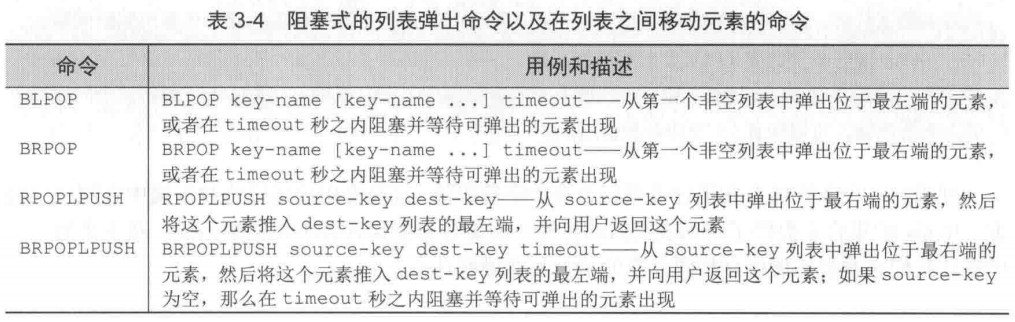 表 3-4 阻塞式的列表弹出命令以及在列表之间移动元素的命令
命令 用例和描述
BLPOP BLPOP key-name [key-name ...] timeout——从第一个非空列表中弹出位于最左端的元素，
或者在 timeout 秒之内阻塞并等待可弹出的元素出现
BRPOP BRPOP key-name [key-name ...] timeout——从第一个非空列表中弹出位于最右端的元素，
或者在 timeout 秒之内阻塞并等待可弹出的元素出现
RPOPLPUSH RPOPLPUSH source-key dest-key——从 source-key 列表中弹出位于最右端的元素，然后
将这个元素推入 dest-key 列表的最左端，并向用户返回这个元素
BRPOPLPUSH BRPOPLPUSH source-key dest-key timeout——从 source-key 列表中弹出位于最右端的
元素，然后将这个元素推入 dest-key 列表的最左端，并向用户返回这个元素；如果 source-key
为空，那么在 timeout 秒之内阻塞并等待可弹出的元素出现